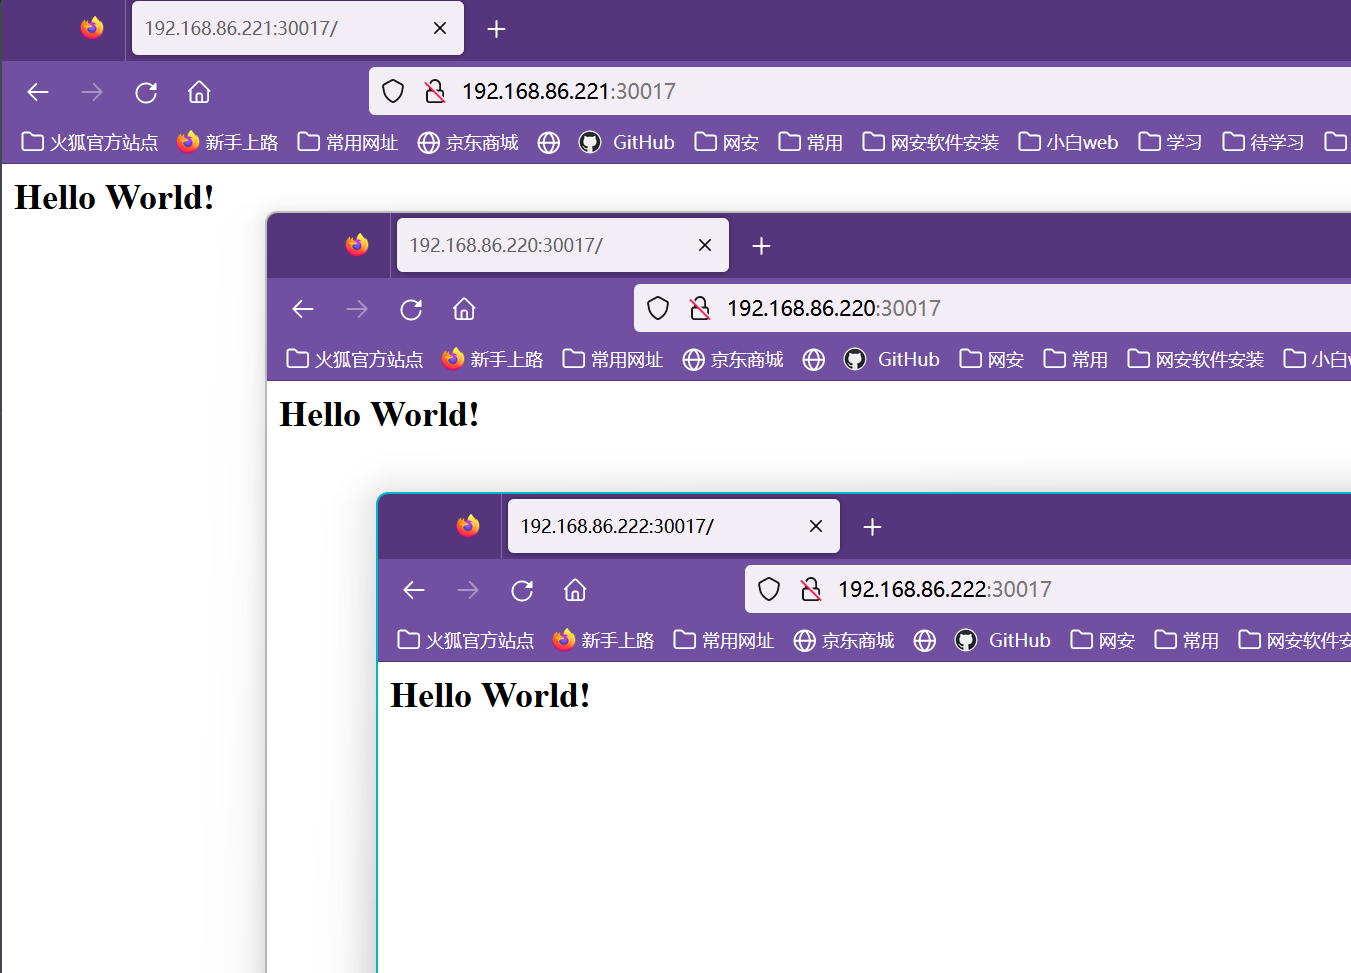 192.168.86.221:30017/
192.168.86.221:30017
火狐官方站点 新手上路 常用网址 京东商城 GitHub 网安 常用 网安软件安装 小白web 学习 待学习
Hello World!
192.168.86.220:30017/
192.168.86.220:30017
火狐官方站点 新手上路 常用网址 京东商城 GitHub 网安 常用 网安软件安装 小白
Hello World!
192.168.86.222:30017/
192.168.86.222:30017
火狐官方站点 新手上路 常用网址 京东商城 GitHub 网安 常用 网安软件安
Hello World!